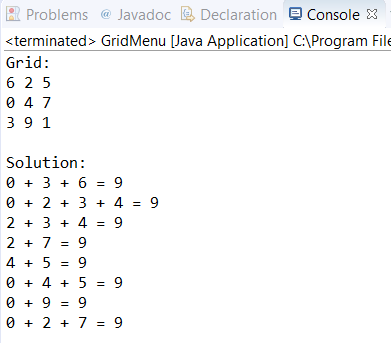 Problems @ Javadoc Declaration Console
<terminated> GridMenu [Java Application] C:\Program File
Grid:
6 2 5
0 4 7
3 9 1
Solution:
0 + 3 + 6 = 9
0 + 2 + 3 + 4 = 9
2 + 3 + 4 = 9
2 + 7 = 9
4 + 5 = 9
0 + 4 + 5 = 9
0 + 9 = 9
0 + 2 + 7 = 9